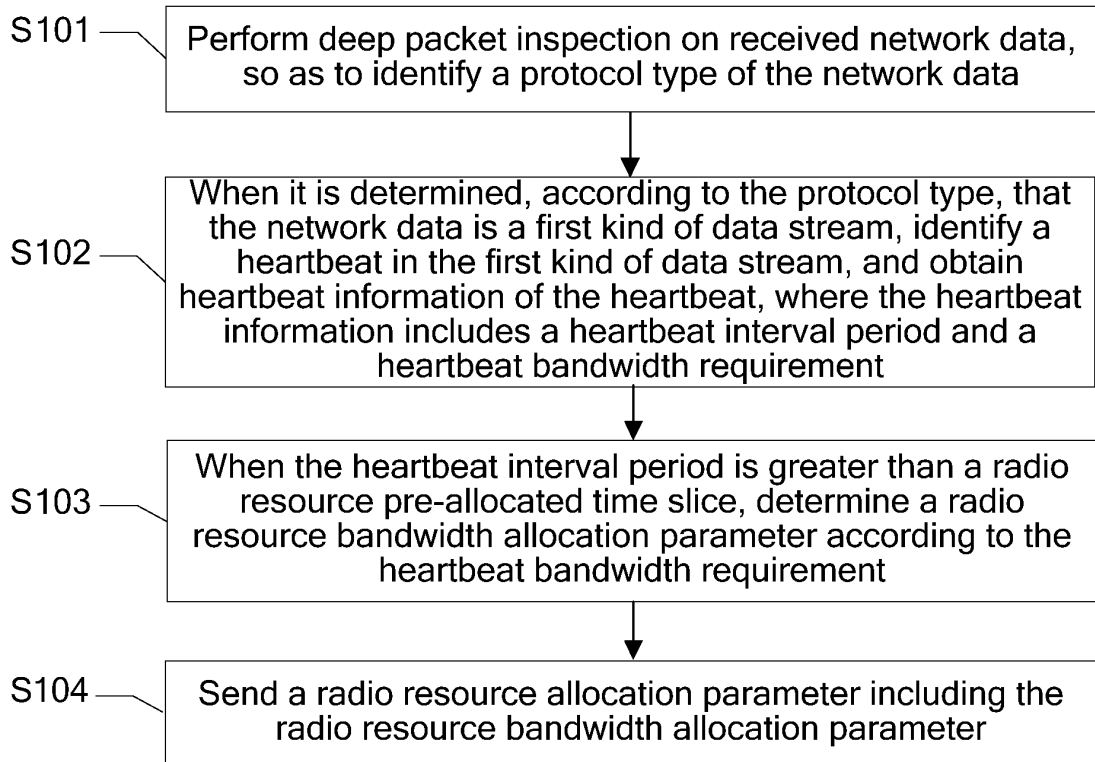 S101
Perform deep packet inspection on received network data,
so as to identify a protocol type of the network data
When it is determined, according to the protocol type, that
the network data is a first kind of data stream, identify a
S102
heartbeat in the first kind of data stream, and obtain
heartbeat information of the heartbeat, where the heartbeat
information includes a heartbeat interval period and a
heartbeat bandwidth requirement
When the heartbeat interval period is greater than a radio
S103
resource pre-allocated time slice, determine a radio
resource bandwidth allocation parameter according to the
heartbeat bandwidth requirement
S104
Send a radio resource allocation parameter including the
radio resource bandwidth allocation parameter